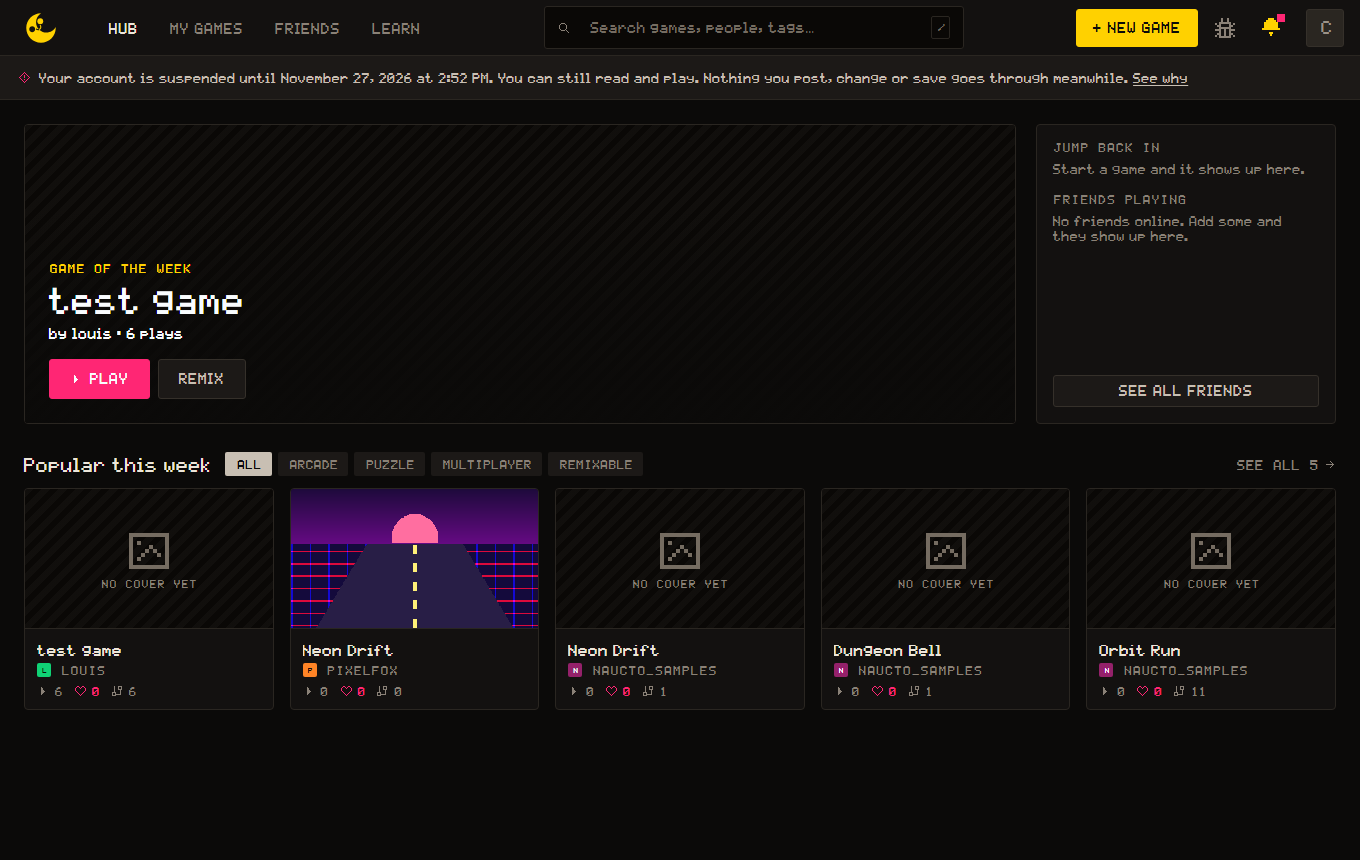 HUB
MY GAMES
FRIENDS
LEARN
Search games, people, tags...
/
+ NEW GAME
C
Your account is suspended until November 27, 2026 at 2:52 PM. You can still read and play. Nothing you post, change or save goes through meanwhile. See why
GAME OF THE WEEK
test game
by louis • 6 plays
PLAY
REMIX
JUMP BACK IN
Start a game and it shows up here.
FRIENDS PLAYING
No friends online. Add some and
they show up here.
SEE ALL FRIENDS
Popular this week
ALL
ARCADE
PUZZLE
MULTIPLAYER
REMIXABLE
SEE ALL 5 →
NO COVER YET
test game
L LOUIS
6 0 6
Neon Drift
P PIXELFOX
0 0 0
NO COVER YET
Neon Drift
N NAUCTO_SAMPLES
0 0 1
NO COVER YET
Dungeon Bell
N NAUCTO_SAMPLES
0 0 1
NO COVER YET
Orbit Run
N NAUCTO_SAMPLES
0 0 11